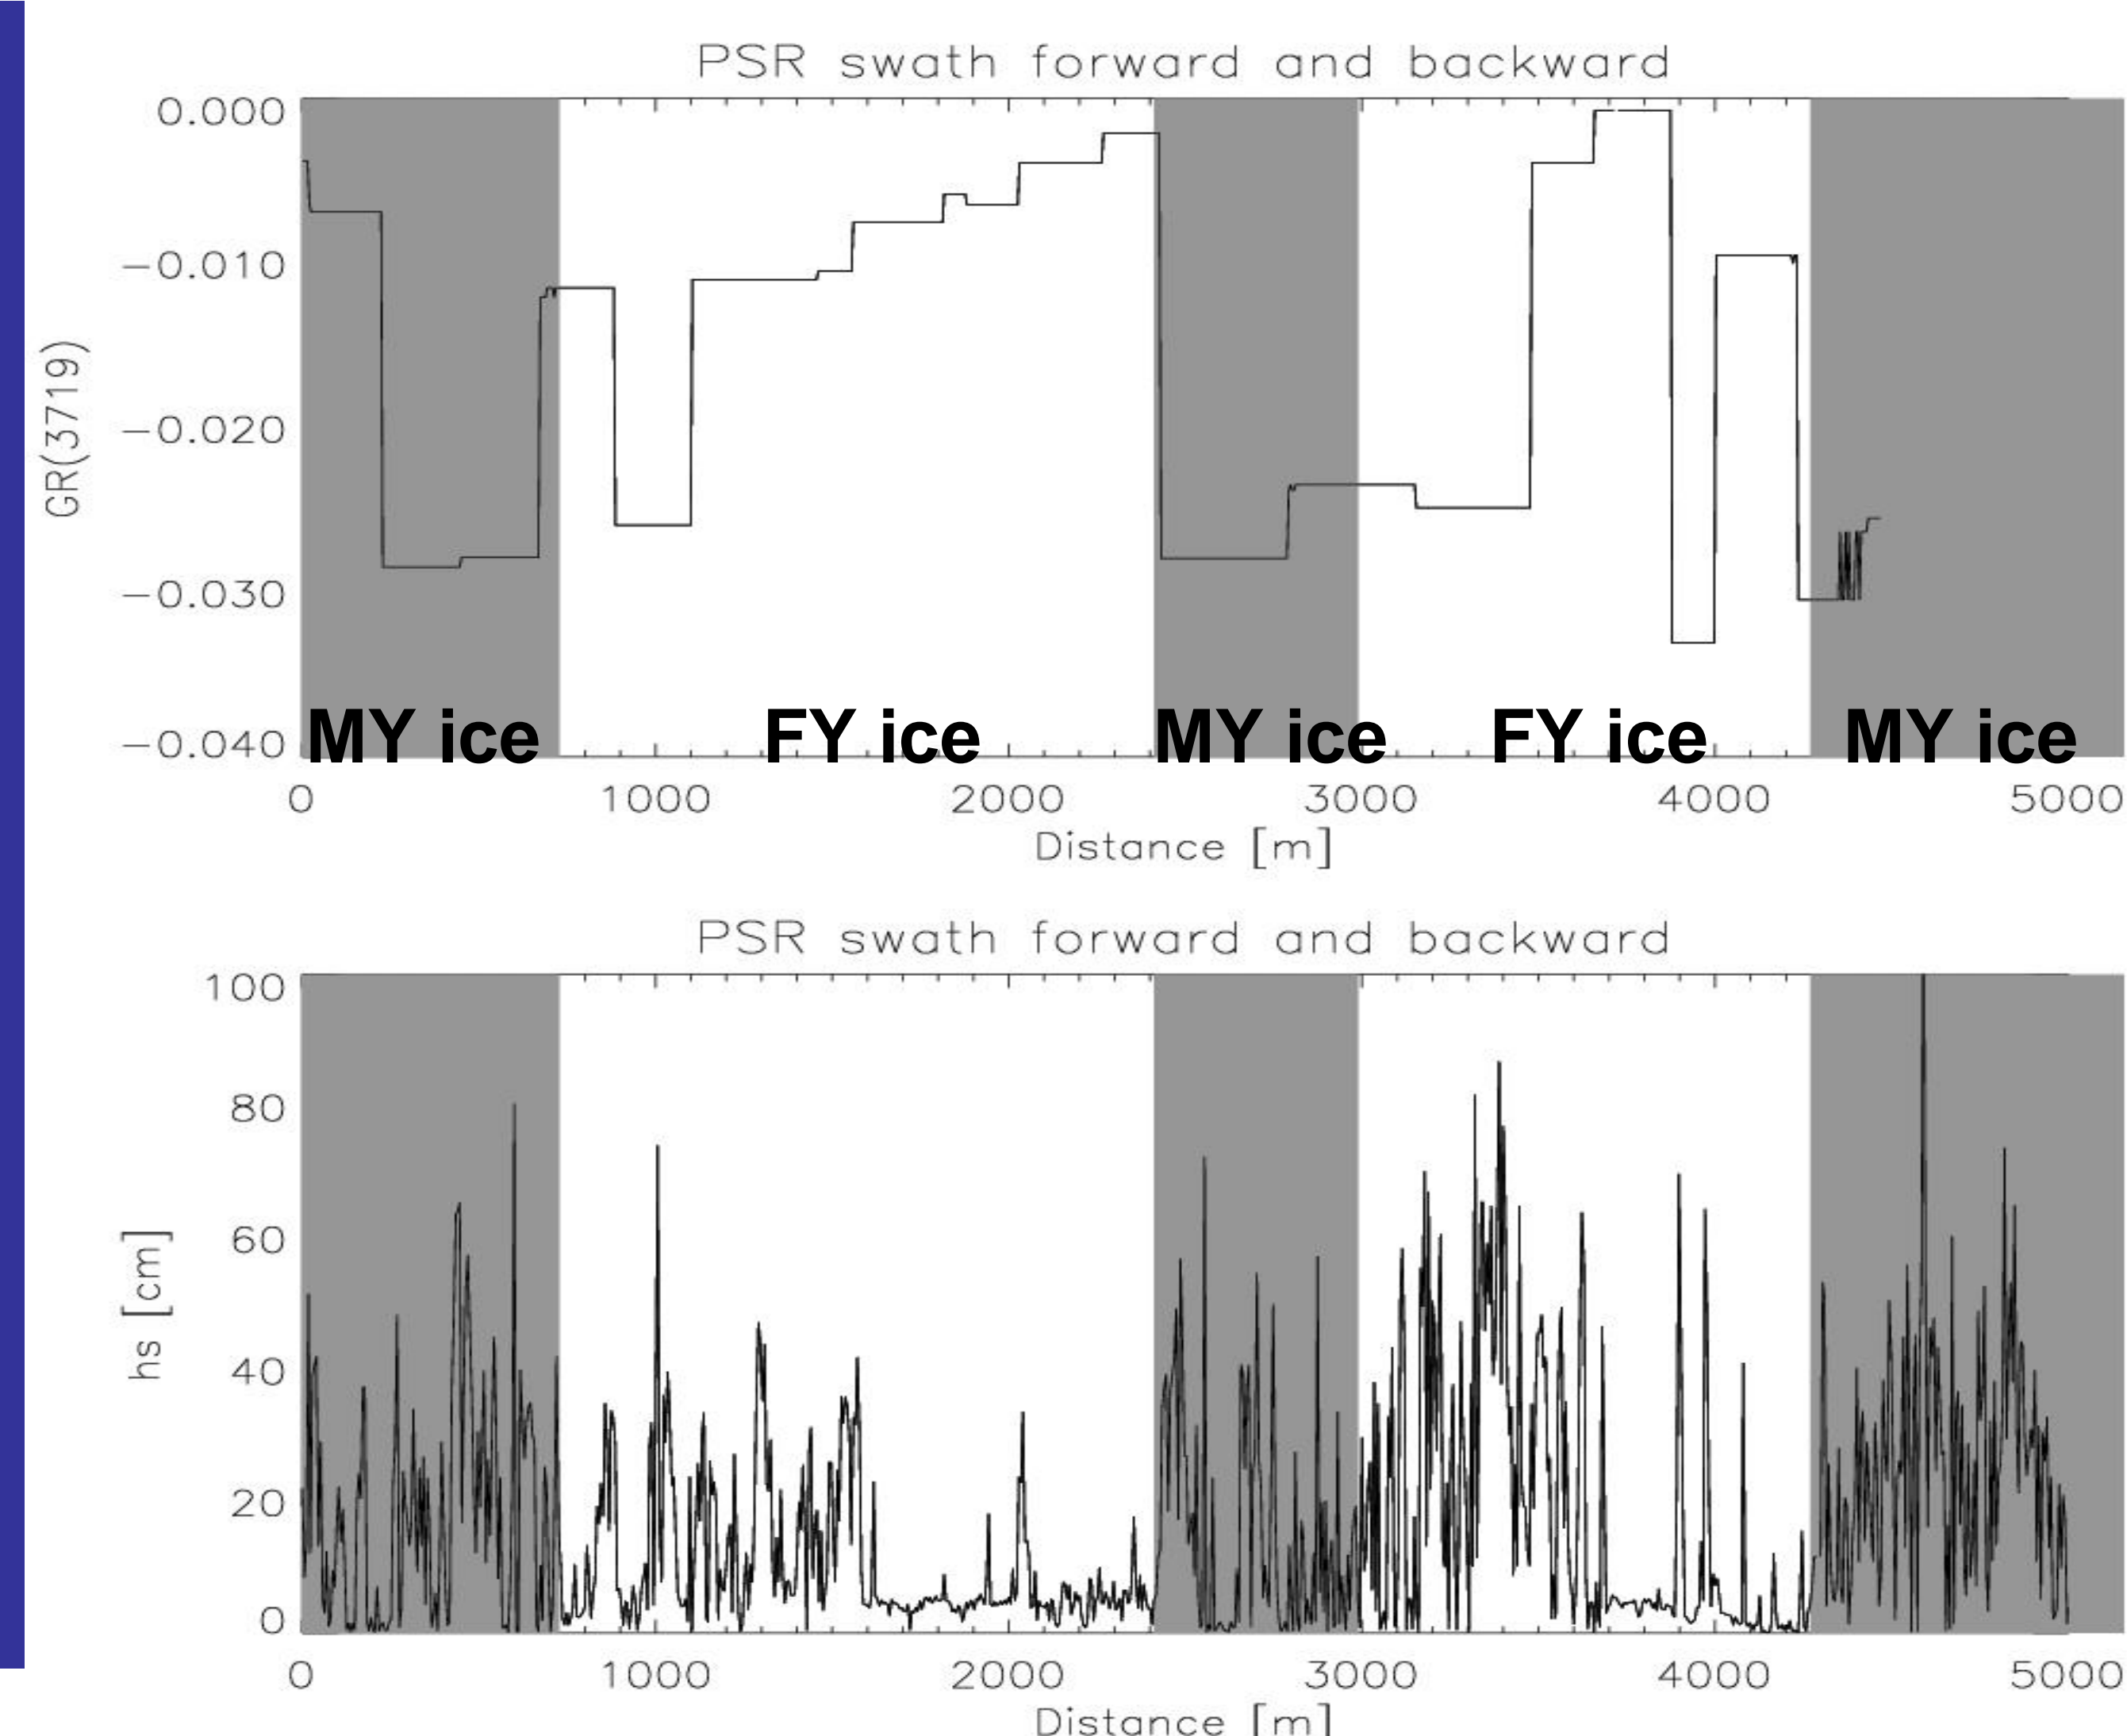 PSR swath forward and backward
0.000
−0.010
−0.020
−0.030
−0.040
GR(3719)
MY ice FY ice MY ice FY ice MY ice
0 1000 2000 3000 4000 5000
Distance [m]
PSR swath forward and backward
100
80
60
40
20
0
hs [cm]
0 1000 2000 3000 4000 5000
Distance [m]